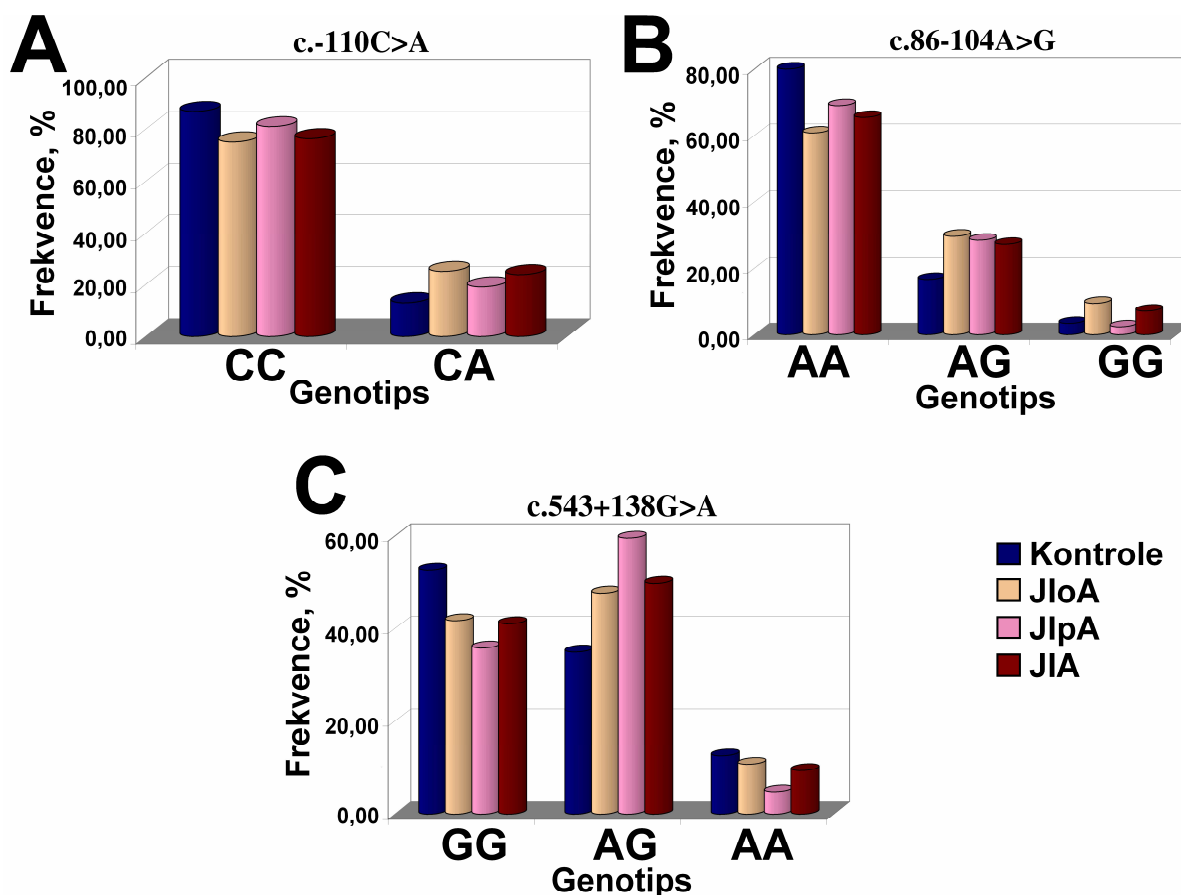 A
c.-110C>A
Frekvence, %
100,00
80,00
60,00
40,00
20,00
0,00
CC CA
Genotips
B
c.86-104A>G
Frekvence, %
80,00
60,00
40,00
20,00
0,00
AA AG GG
Genotips
C
c.543+138G>A
Frekvence, %
60,00
40,00
20,00
0,00
GG AG AA
Genotips
Kontrole
JIoA
JIpA
JIA